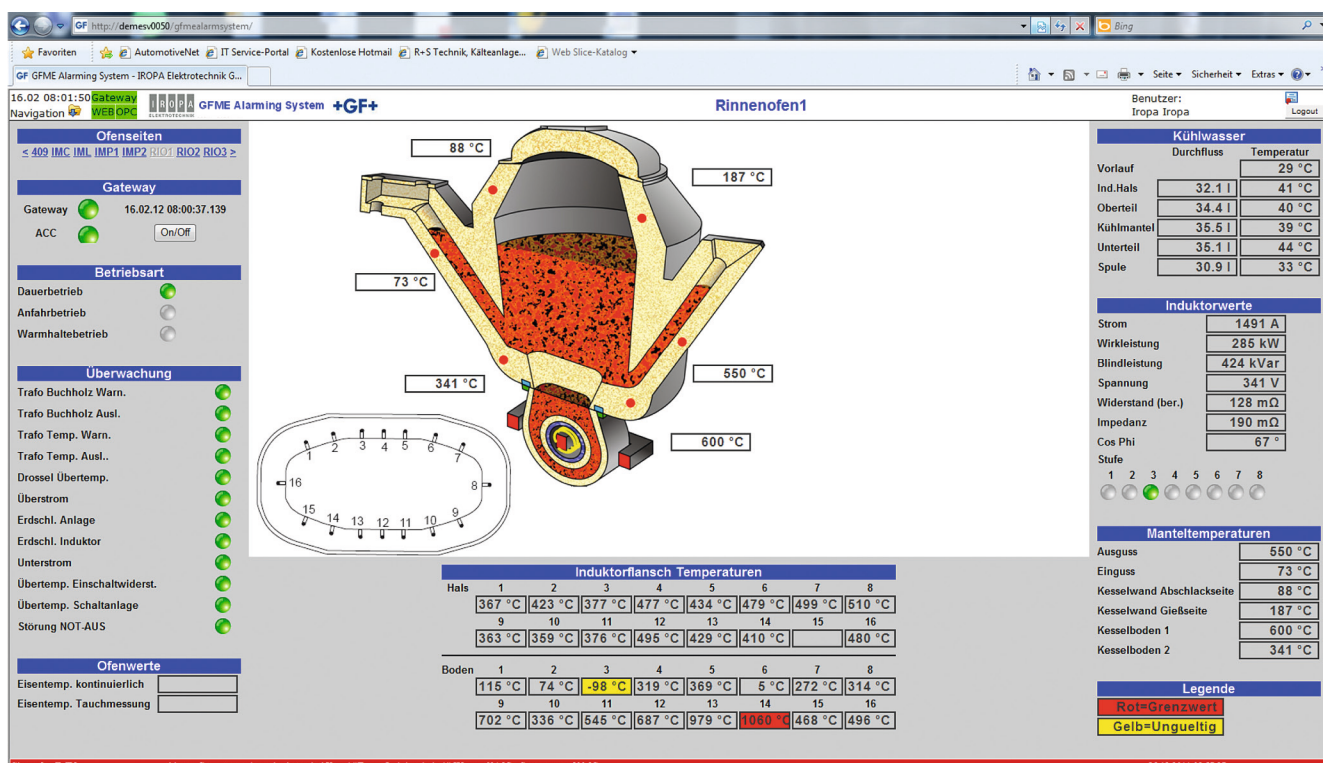 GF http://demesv0050/gfmealarmsystem/
Bing
Favoriten AutomotiveNet IT Service-Portal Kostenlose Hotmail R+S Technik, Kälteanlage... Web Slice-Katalog
GF GFME Alarming System - IROPA Elektrotechnik G...
Seite Sicherheit Extras
16.02 08:01:50 Gateway
Navigation WEB OPC
IROPA
ELEKTROTECHNIK
GFME Alarming System +GF+
Rinnenofen1
Benutzer:
Iropa Iropa
Logout
Ofenseiten
< 409 IMC IML IMP1 IMP2 RIO1 RIO2 RIO3 >
Gateway
Gateway 16.02.12 08:00:37.139
ACC On/Off
Betriebsart
Dauerbetrieb
Anfahrbetrieb
Warmhaltebetrieb
Überwachung
Trafo Buchholz Warn.
Trafo Buchholz Ausl.
Trafo Temp. Warn.
Trafo Temp. Ausl..
Drossel Übertemp.
Überstrom
Erdschl. Anlage
Erdschl. Induktor
Unterstrom
Übertemp. Einschaltwiderst.
Übertemp. Schaltanlage
Störung NOT-AUS
Ofenwerte
Eisentemp. kontinuierlich
Eisentemp. Tauchmessung
88 °C
187 °C
73 °C
341 °C
550 °C
600 °C
1 2 3 4 5 6 7
16 8
15 14 13 12 11 10 9
Induktorflansch Temperaturen
Hals 1 2 3 4 5 6 7 8
367 °C 423 °C 377 °C 477 °C 434 °C 479 °C 499 °C 510 °C
9 10 11 12 13 14 15 16
363 °C 359 °C 376 °C 495 °C 429 °C 410 °C 480 °C
Boden 1 2 3 4 5 6 7 8
115 °C 74 °C -98 °C 319 °C 369 °C 5 °C 272 °C 314 °C
9 10 11 12 13 14 15 16
702 °C 336 °C 545 °C 687 °C 979 °C 1060 °C 468 °C 496 °C
Kühlwasser
Durchfluss Temperatur
Vorlauf 29 °C
Ind.Hals 32.1 l 41 °C
Oberteil 34.4 l 40 °C
Kühlmantel 35.5 l 39 °C
Unterteil 35.1 l 44 °C
Spule 30.9 l 33 °C
Induktorwerte
Strom 1491 A
Wirkleistung 285 kW
Blindleistung 424 kVar
Spannung 341 V
Widerstand (ber.) 128 mΩ
Impedanz 190 mΩ
Cos Phi 67 °
Stufe
1 2 3 4 5 6 7 8
Manteltemperaturen
Ausguss 550 °C
Einguss 73 °C
Kesselwand Abschlackseite 88 °C
Kesselwand Gießseite 187 °C
Kesselboden 1 600 °C
Kesselboden 2 341 °C
Legende
Rot=Grenzwert
Gelb=Ungueltig